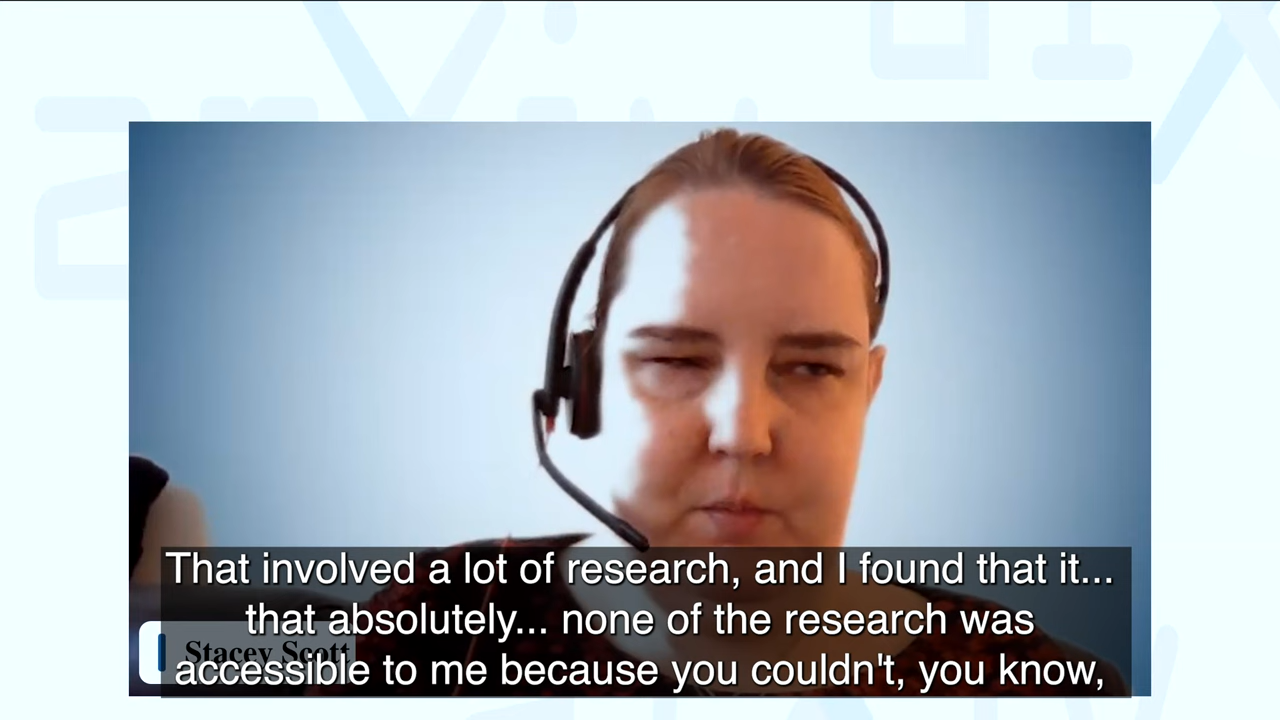 That involved a lot of research, and I found that it...
that absolutely... none of the research was
accessible to me because you couldn't, you know,
Stacey Scott